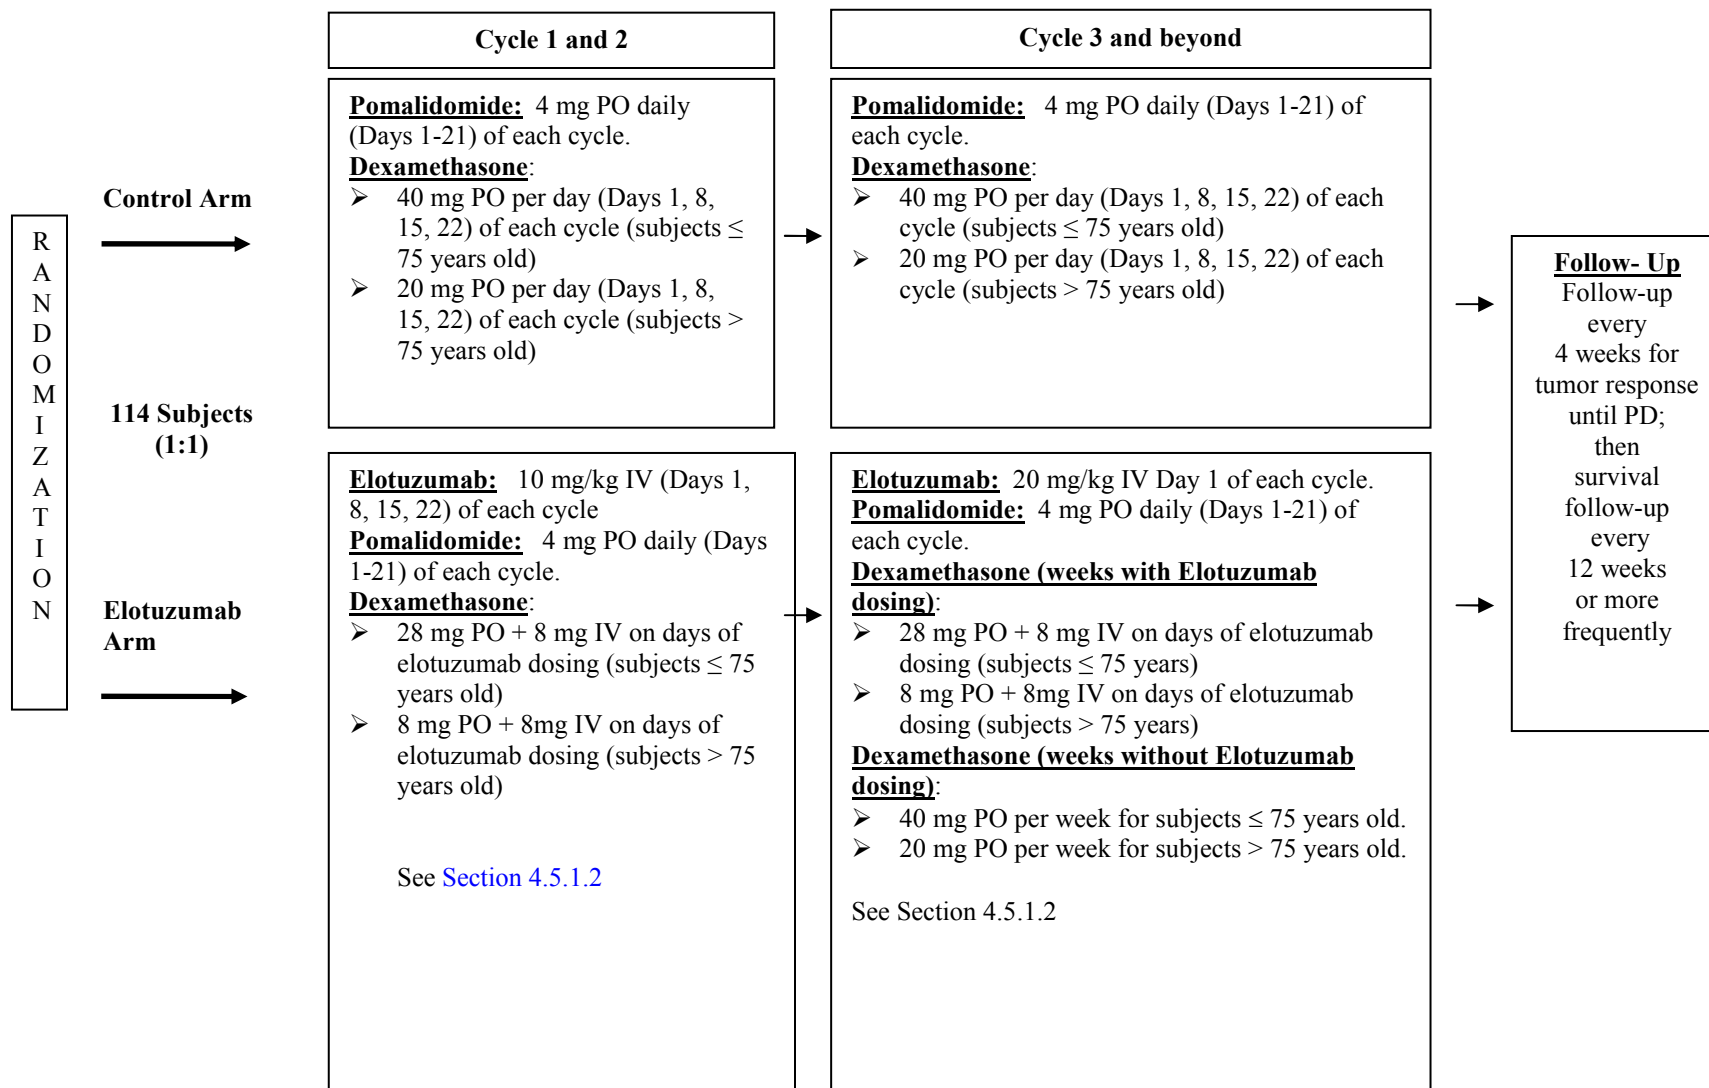 Cycle 1 and 2
Cycle 3 and beyond
R
A
N
D
O
M
I
Z
A
T
I
O
N
Control Arm
114 Subjects
(1:1)
Elotuzumab
Arm
Pomalidomide: 4 mg PO daily
(Days 1-21) of each cycle.
Dexamethasone:
➢ 40 mg PO per day (Days 1, 8,
15, 22) of each cycle (subjects ≤
75 years old)
➢ 20 mg PO per day (Days 1, 8,
15, 22) of each cycle (subjects >
75 years old)
Pomalidomide: 4 mg PO daily (Days 1-21) of
each cycle.
Dexamethasone:
➢ 40 mg PO per day (Days 1, 8, 15, 22) of each
cycle (subjects ≤ 75 years old)
➢ 20 mg PO per day (Days 1, 8, 15, 22) of each
cycle (subjects > 75 years old)
Elotuzumab: 10 mg/kg IV (Days 1,
8, 15, 22) of each cycle
Pomalidomide: 4 mg PO daily (Days
1-21) of each cycle.
Dexamethasone:
➢ 28 mg PO + 8 mg IV on days of
elotuzumab dosing (subjects ≤ 75
years old)
➢ 8 mg PO + 8mg IV on days of
elotuzumab dosing (subjects > 75
years old)
See Section 4.5.1.2
Elotuzumab: 20 mg/kg IV Day 1 of each cycle.
Pomalidomide: 4 mg PO daily (Days 1-21) of
each cycle.
Dexamethasone (weeks with Elotuzumab
dosing):
➢ 28 mg PO + 8 mg IV on days of elotuzumab
dosing (subjects ≤ 75 years)
➢ 8 mg PO + 8mg IV on days of elotuzumab
dosing (subjects > 75 years)
Dexamethasone (weeks without Elotuzumab
dosing):
➢ 40 mg PO per week for subjects ≤ 75 years old.
➢ 20 mg PO per week for subjects > 75 years old.
See Section 4.5.1.2
Follow- Up
Follow-up
every
4 weeks for
tumor response
until PD;
then
survival
follow-up
every
12 weeks
or more
frequently